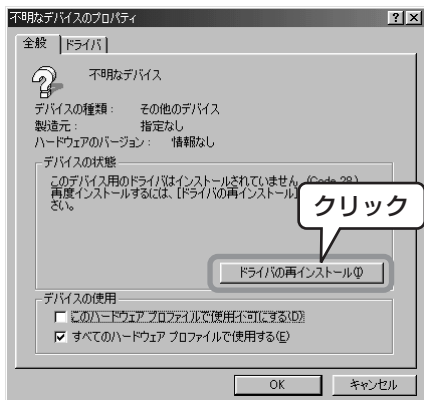 不明なデバイスのプロパティ
全般
ドライバ
不明なデバイス
デバイスの種類： その他のデバイス
製造元： 指定なし
ハードウェアのバージョン： 情報なし
デバイスの状態
このデバイス用のドライバはインストールされていません. (Code 28.)
再度インストールするには、[ドライバの再インストール]
さい。
クリック
ドライバの再インストール(I)
デバイスの使用
このハードウェア プロファイルで使用不可にする(D)
すべてのハードウェア プロファイルで使用する(E)
OK
キャンセル